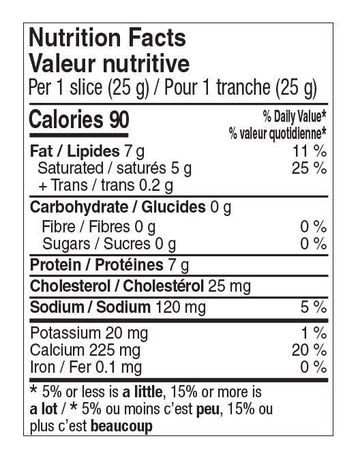 Nutrition Facts
Valeur nutritive
Per 1 slice (25 g) / Pour 1 tranche (25 g)
Calories 90
% Daily Value*
% valeur quotidienne*
Fat / Lipides 7 g 11 %
Saturated / saturés 5 g 25 %
+ Trans / trans 0.2 g
Carbohydrate / Glucides 0 g
Fibre / Fibres 0 g 0 %
Sugars / Sucres 0 g 0 %
Protein / Protéines 7 g
Cholesterol / Cholestérol 25 mg
Sodium / Sodium 120 mg 5 %
Potassium 20 mg 1 %
Calcium 225 mg 20 %
Iron / Fer 0.1 mg 0 %
* 5% or less is a little, 15% or more is
a lot / * 5% ou moins c'est peu, 15% ou
plus c'est beaucoup